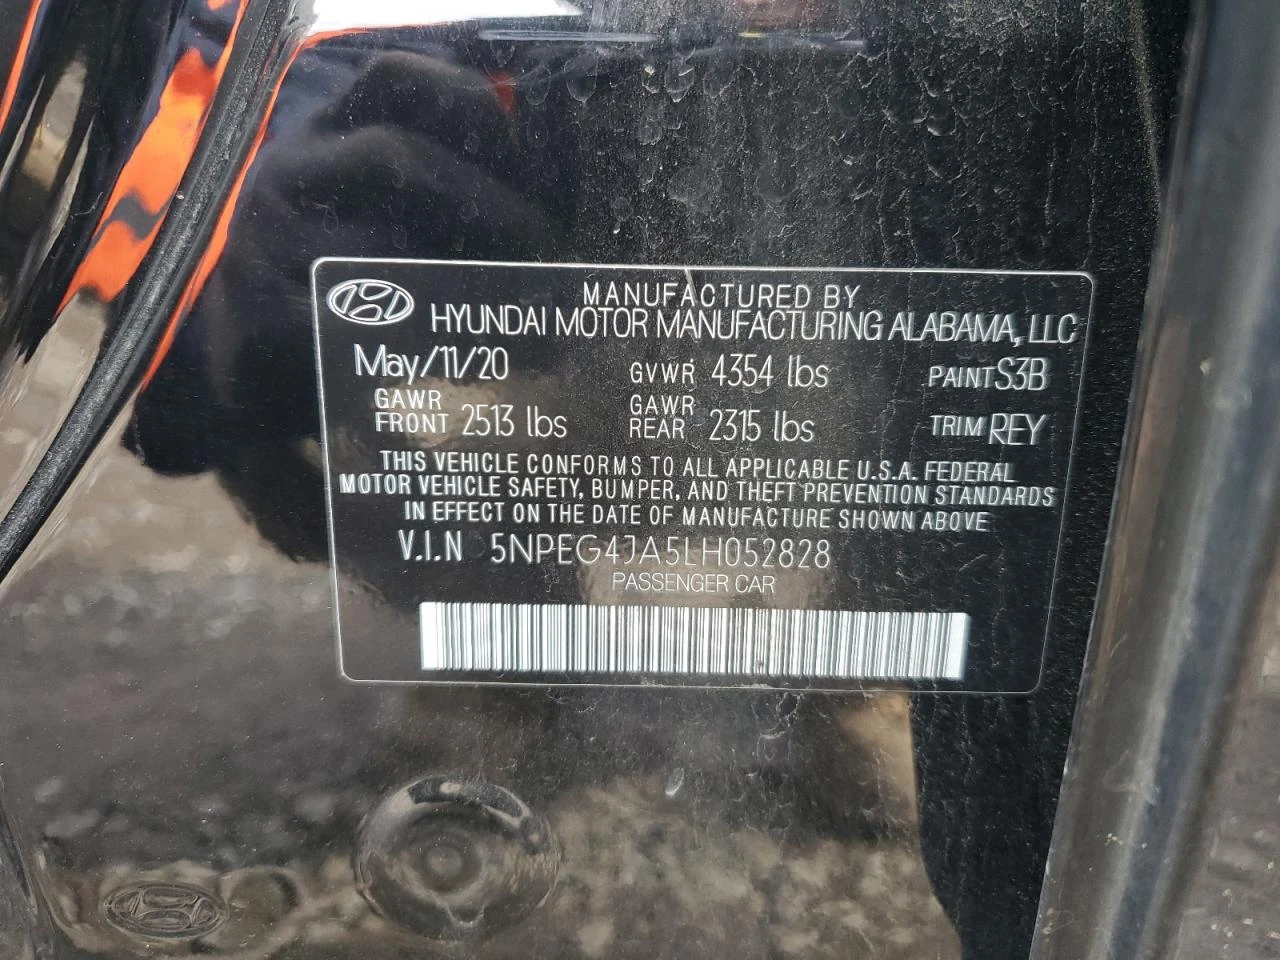 MANUFACTURED BY
HYUNDAI MOTOR MANUFACTURING ALABAMA, LLC
May/11/20 GVWR 4354 lbs PAINT S3B
GAWR FRONT 2513 lbs GAWR REAR 2315 lbs TRIM REY
THIS VEHICLE CONFORMS TO ALL APPLICABLE U.S.A. FEDERAL
MOTOR VEHICLE SAFETY, BUMPER, AND THEFT PREVENTION STANDARDS
IN EFFECT ON THE DATE OF MANUFACTURE SHOWN ABOVE
V.I.N 5NPEG4JA5LH052828
PASSENGER CAR